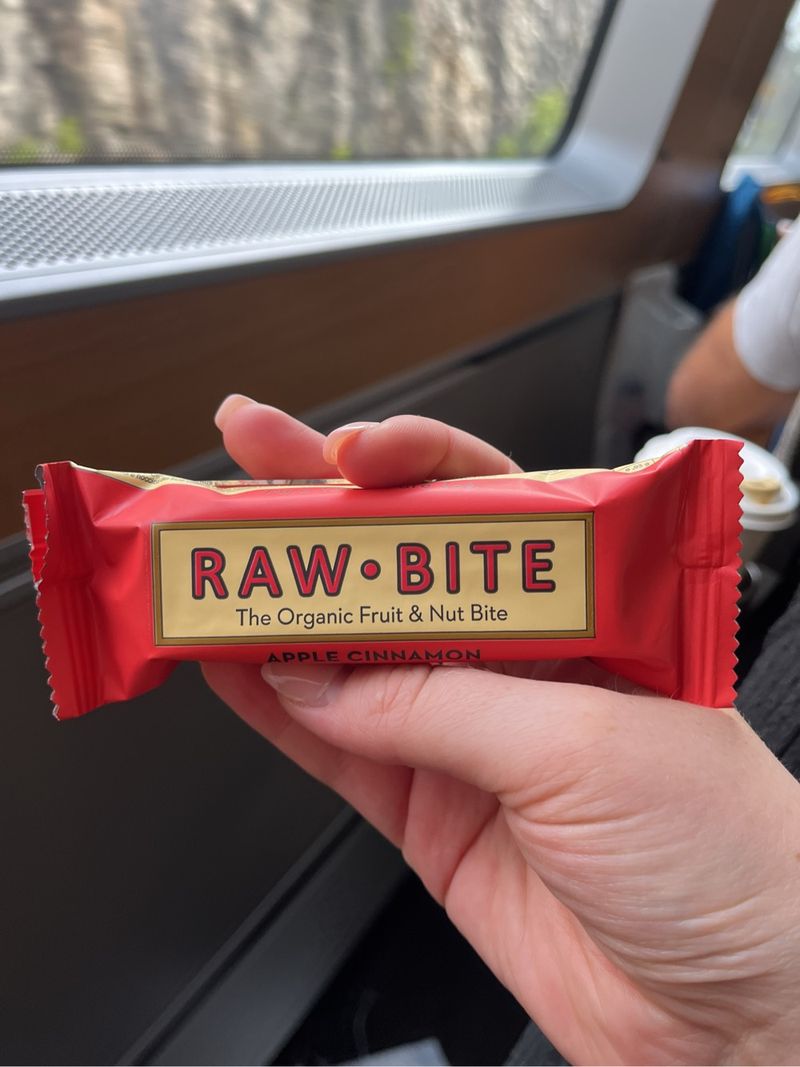 RAW•BITE
The Organic Fruit & Nut Bite
APPLE CINNAMON